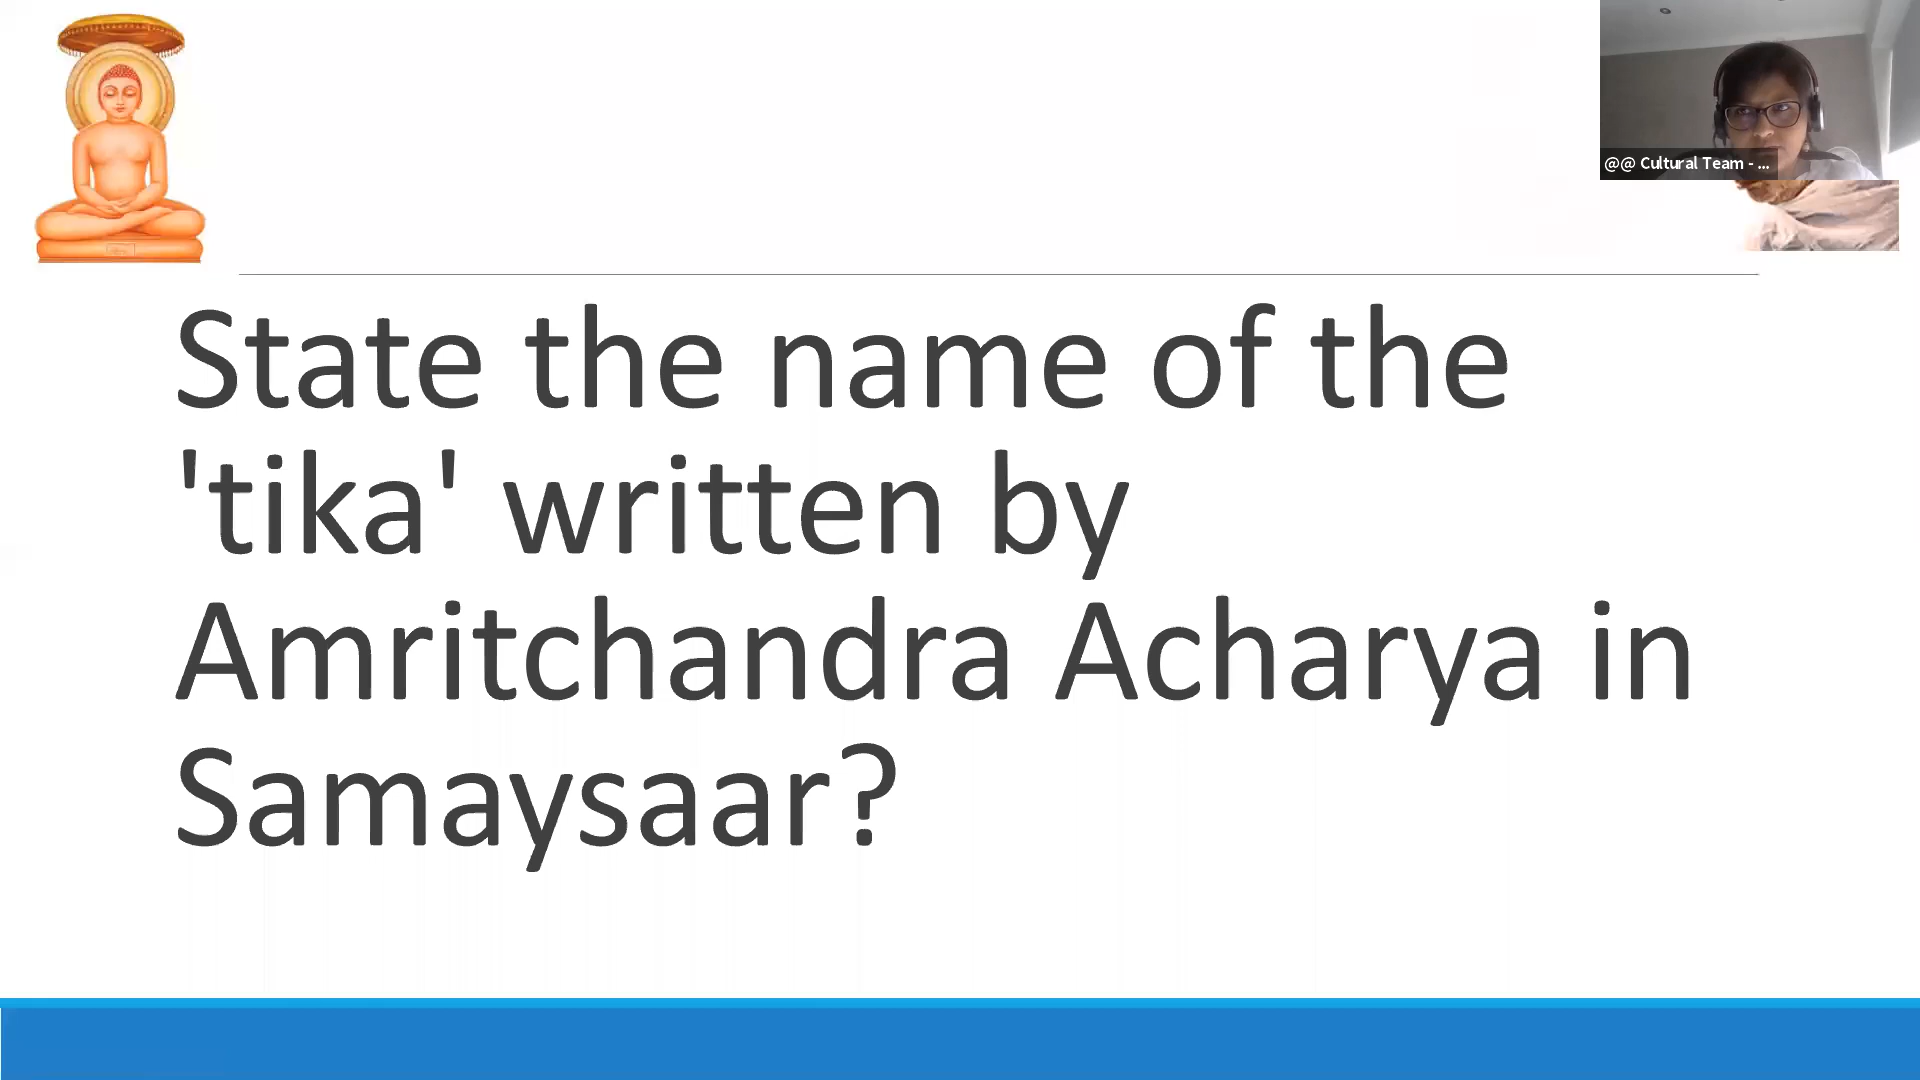 @@ Cultural Team - ...
State the name of the
'tika' written by
Amritchandra Acharya in
Samaysaar?